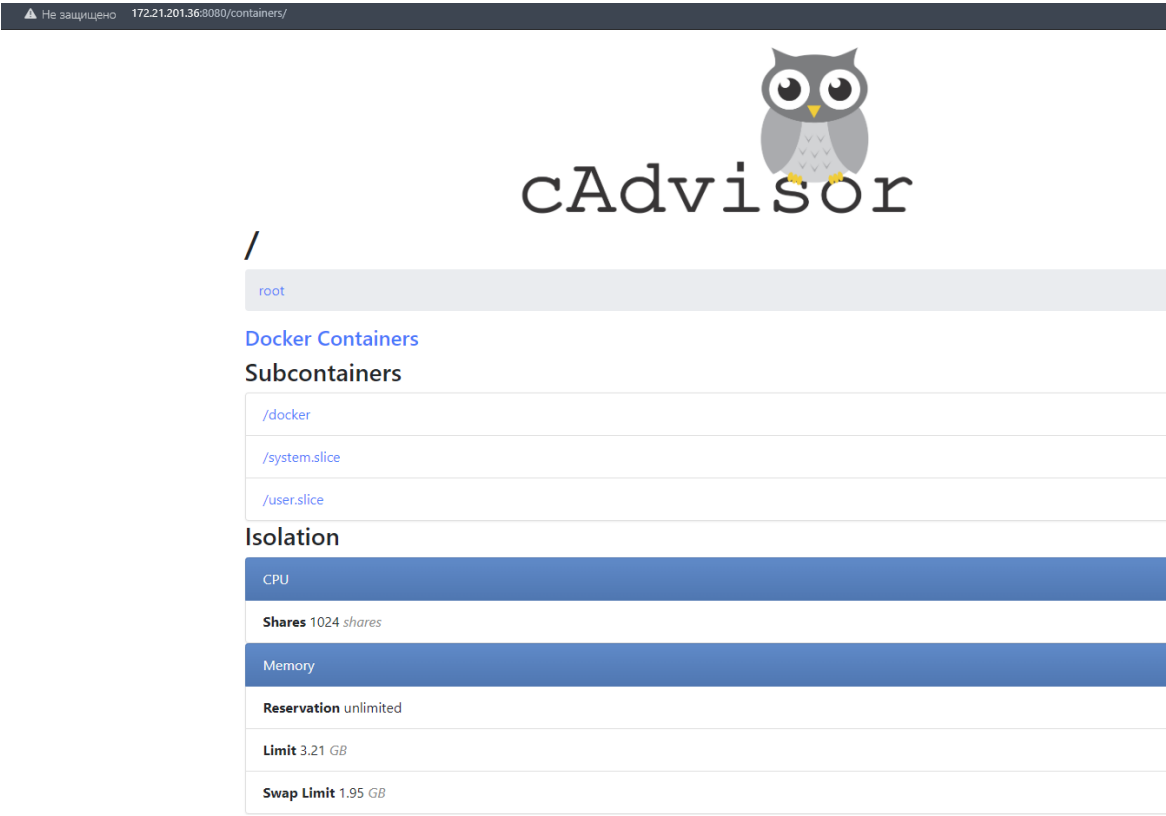 Не защищено 172.21.201.36:8080/containers/
cAdvisor
/
root
Docker Containers
Subcontainers
/docker
/system.slice
/user.slice
Isolation
CPU
Shares 1024 shares
Memory
Reservation unlimited
Limit 3.21 GB
Swap Limit 1.95 GB